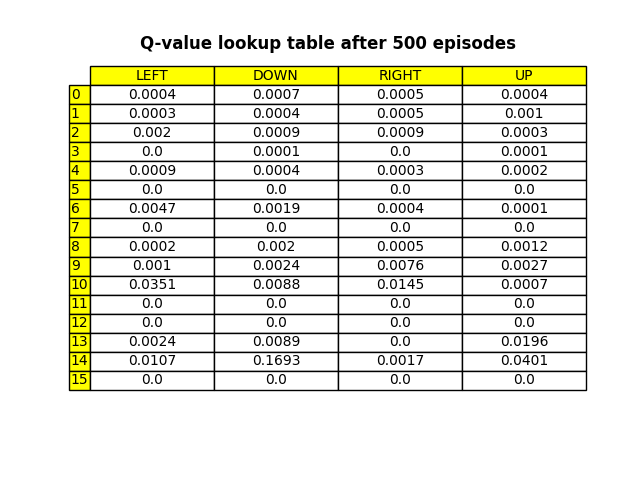 Q-value lookup table after 500 episodes
LEFT DOWN RIGHT UP
0 0.0004 0.0007 0.0005 0.0004
1 0.0003 0.0004 0.0005 0.001
2 0.002 0.0009 0.0009 0.0003
3 0.0 0.0001 0.0 0.0001
4 0.0009 0.0004 0.0003 0.0002
5 0.0 0.0 0.0 0.0
6 0.0047 0.0019 0.0004 0.0001
7 0.0 0.0 0.0 0.0
8 0.0002 0.002 0.0005 0.0012
9 0.001 0.0024 0.0076 0.0027
10 0.0351 0.0088 0.0145 0.0007
11 0.0 0.0 0.0 0.0
12 0.0 0.0 0.0 0.0
13 0.0024 0.0089 0.0 0.0196
14 0.0107 0.1693 0.0017 0.0401
15 0.0 0.0 0.0 0.0